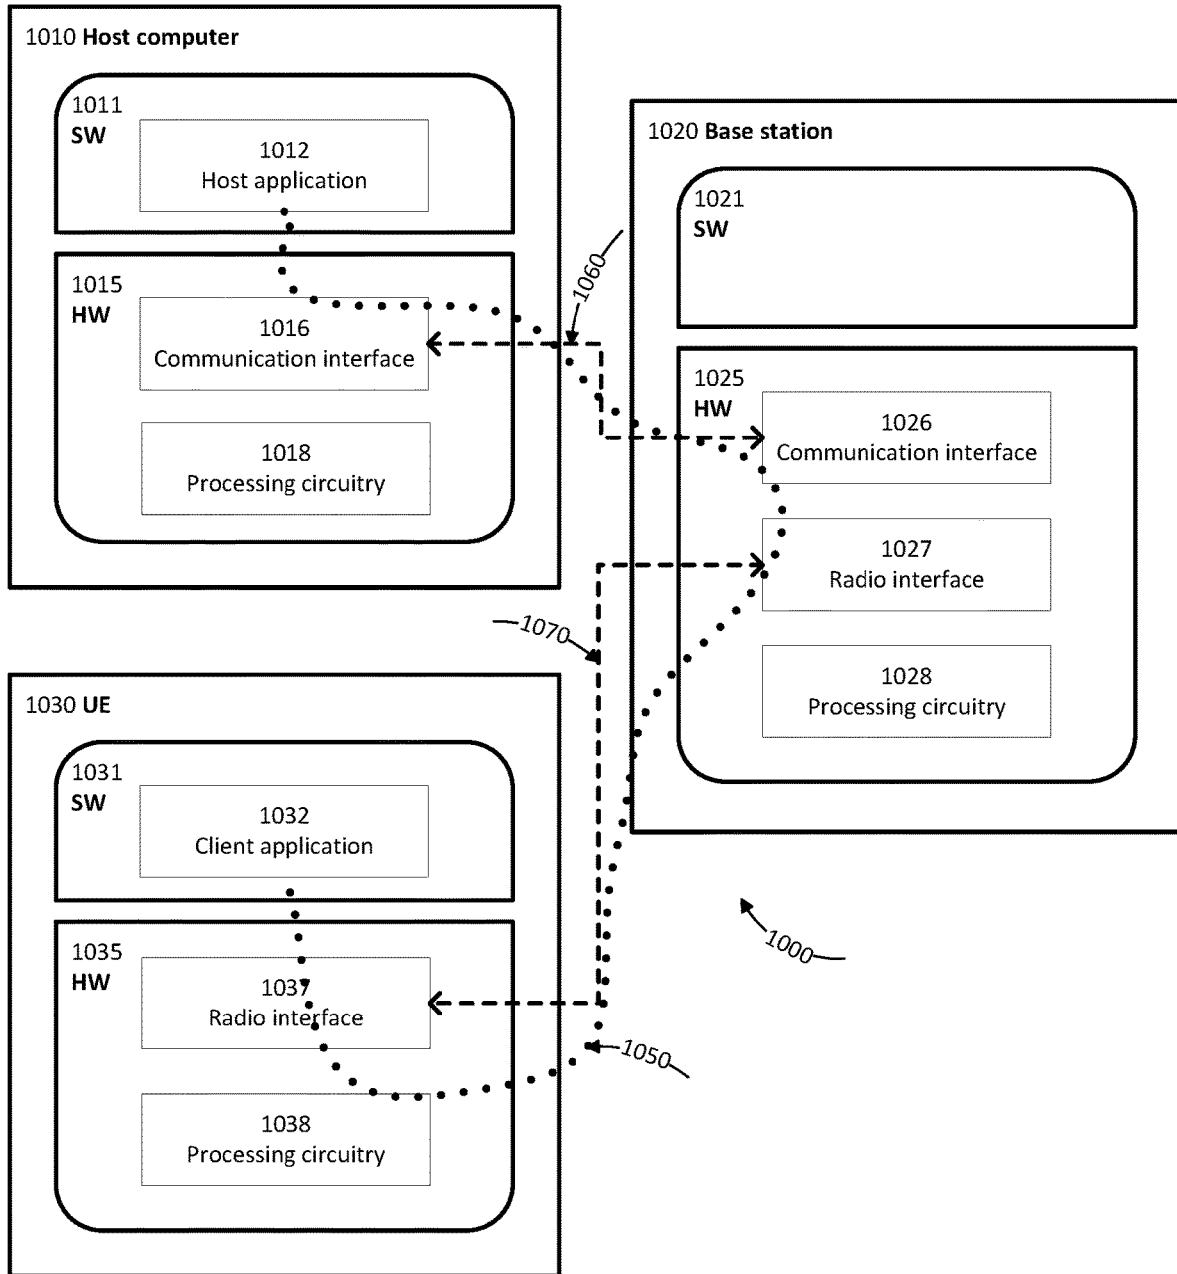 1010 Host computer
1011
SW
1012
Host application
1015
HW
1016
Communication interface
1018
Processing circuitry
1060
1020 Base station
1021
SW
1025
HW
1026
Communication interface
1027
Radio interface
1028
Processing circuitry
1070
1030 UE
1031
SW
1032
Client application
1035
HW
1037
Radio interface
1038
Processing circuitry
1050
1000